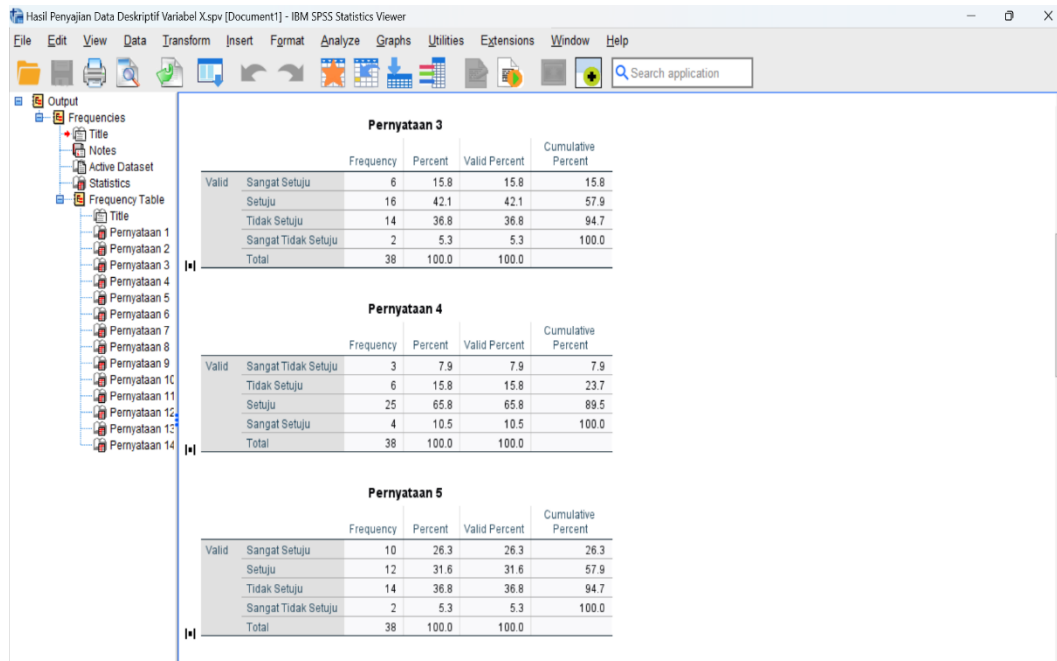 Hasil Penyajian Data Deskriptif Variabel X.spv [Document1] - IBM SPSS Statistics Viewer
File Edit View Data Transform Insert Format Analyze Graphs Utilities Extensions Window Help
Search application
Output
Frequencies
Title
Notes
Active Dataset
Statistics
Frequency Table
Title
Pernyataan 1
Pernyataan 2
Pernyataan 3
Pernyataan 4
Pernyataan 5
Pernyataan 6
Pernyataan 7
Pernyataan 8
Pernyataan 9
Pernyataan 10
Pernyataan 11
Pernyataan 12
Pernyataan 13
Pernyataan 14
Pernyataan 3
Frequency Percent Valid Percent Cumulative Percent
Valid Sangat Setuju 6 15.8 15.8 15.8
Setuju 16 42.1 42.1 57.9
Tidak Setuju 14 36.8 36.8 94.7
Sangat Tidak Setuju 2 5.3 5.3 100.0
Total 38 100.0 100.0
Pernyataan 4
Frequency Percent Valid Percent Cumulative Percent
Valid Sangat Tidak Setuju 3 7.9 7.9 7.9
Tidak Setuju 6 15.8 15.8 23.7
Setuju 25 65.8 65.8 89.5
Sangat Setuju 4 10.5 10.5 100.0
Total 38 100.0 100.0
Pernyataan 5
Frequency Percent Valid Percent Cumulative Percent
Valid Sangat Setuju 10 26.3 26.3 26.3
Setuju 12 31.6 31.6 57.9
Tidak Setuju 14 36.8 36.8 94.7
Sangat Tidak Setuju 2 5.3 5.3 100.0
Total 38 100.0 100.0